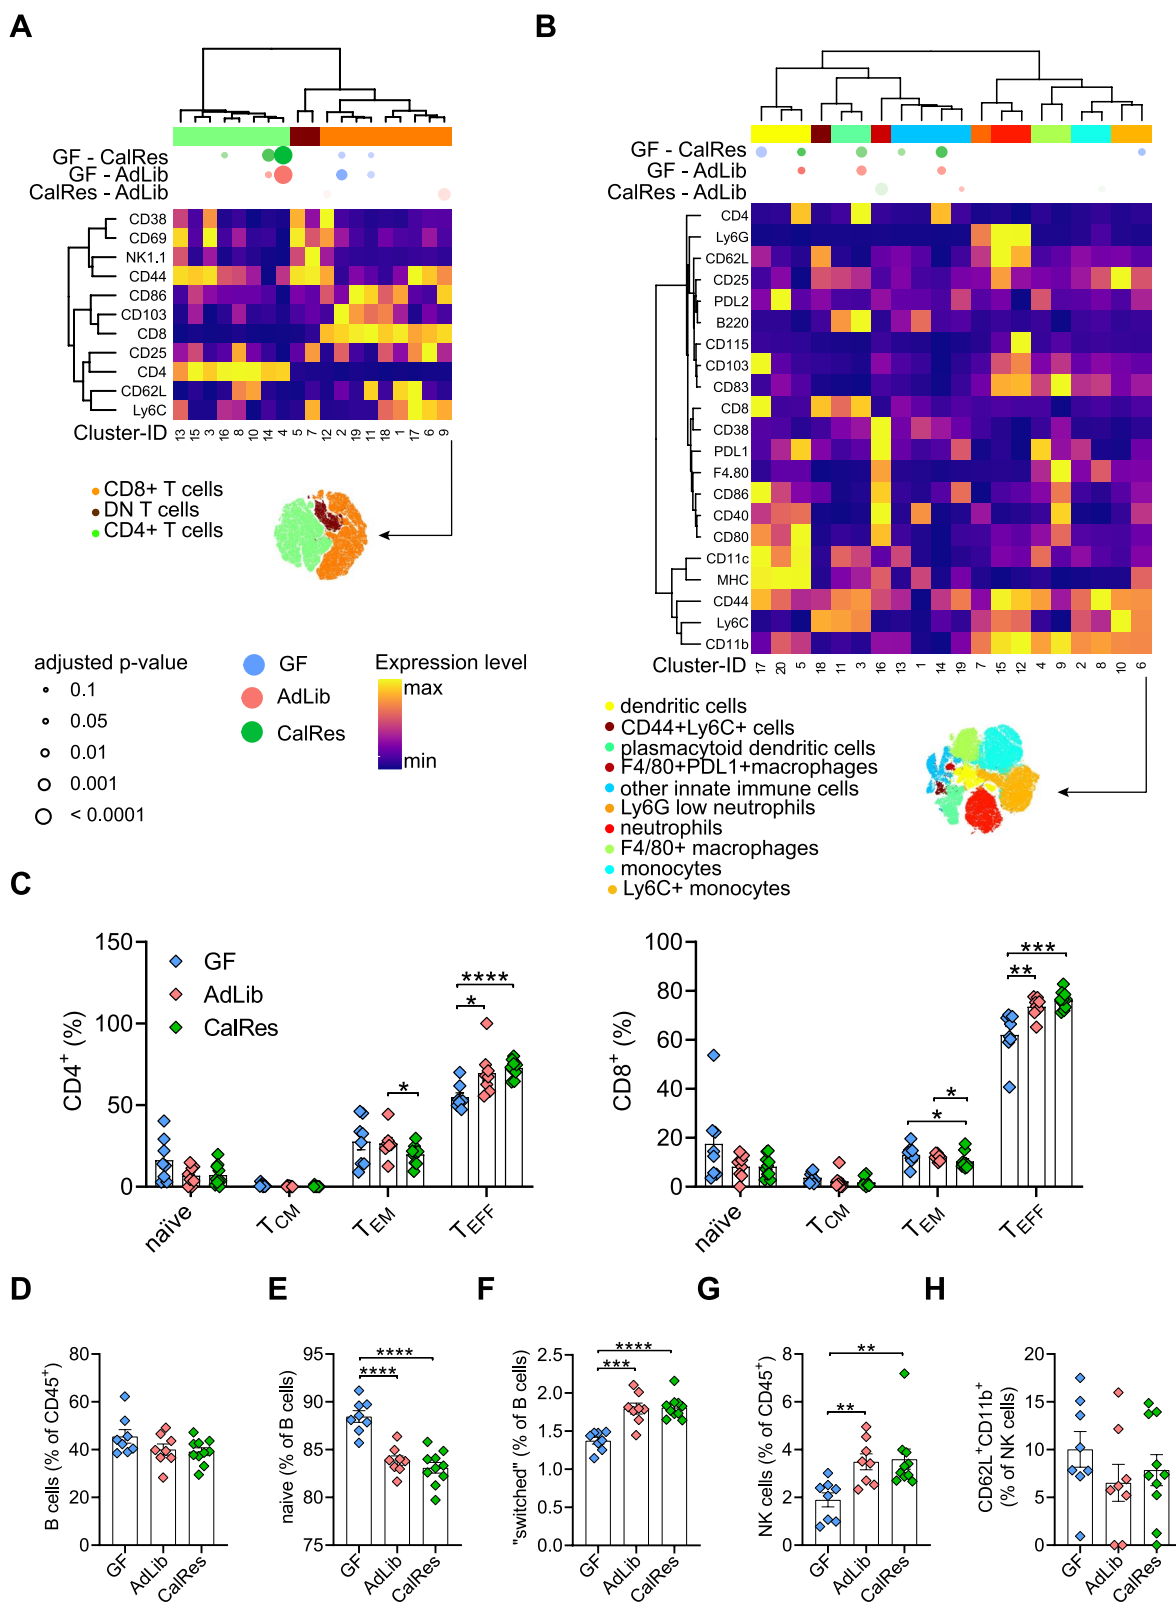 A
B
GF - CalRes
GF - AdLib
CalRes - AdLib
CD38
CD69
NK1.1
CD44
CD86
CD103
CD8
CD25
CD4
CD62L
Ly6C
Cluster-ID 13 15 3 16 8 10 14 4 5 7 12 2 19 11 18 1 17 6 9
CD8+ T cells
DN T cells
CD4+ T cells
adjusted p-value
0.1
0.05
0.01
0.001
< 0.0001
GF
AdLib
CalRes
Expression level
max
min
GF - CalRes
GF - AdLib
CalRes - AdLib
CD4
Ly6G
CD62L
CD25
PDL2
B220
CD115
CD103
CD83
CD8
CD38
PDL1
F4.80
CD86
CD40
CD80
CD11c
MHC
CD44
Ly6C
CD11b
Cluster-ID 17 20 5 18 11 3 16 13 1 14 19 7 15 12 4 9 2 8 10 6
dendritic cells
CD44+Ly6C+ cells
plasmacytoid dendritic cells
F4/80+PDL1+macrophages
other innate immune cells
Ly6G low neutrophils
neutrophils
F4/80+ macrophages
monocytes
Ly6C+ monocytes
C
CD4⁺ (%)
150
100
50
0
GF
AdLib
CalRes
*
*
****
naïve
TCM
TEM
TEFF
CD8⁺ (%)
100
80
60
40
20
0
*
*
**
***
naïve
TCM
TEM
TEFF
D
B cells (% of CD45⁺)
80
60
40
20
0
GF
AdLib
CalRes
E
naive (% of B cells)
95
90
85
80
75
****
****
GF
AdLib
CalRes
F
"switched" (% of B cells)
2.5
2.0
1.5
1.0
0.5
0.0
****
***
GF
AdLib
CalRes
G
NK cells (% of CD45⁺)
8
6
4
2
0
**
**
GF
AdLib
CalRes
H
CD62L⁺CD11b⁺
(% of NK cells)
20
15
10
5
0
GF
AdLib
CalRes